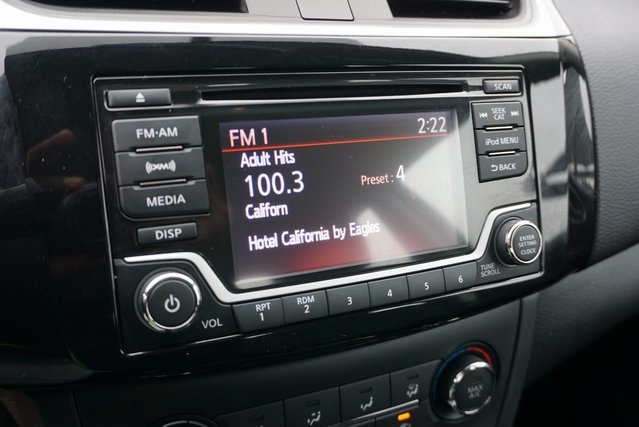 SCAN
FM·AM
SEEK
CAT
FM 1
2:22
Adult Hits
iPod MENU
((XM))
100.3
Preset : 4
MEDIA
BACK
Californ
DISP
Hotel California by Eagles
ENTER
SETTING
CLOCK
TUNE
SCROLL
VOL
RPT
1
RDM
2
3
4
5
6
MAX
A/C